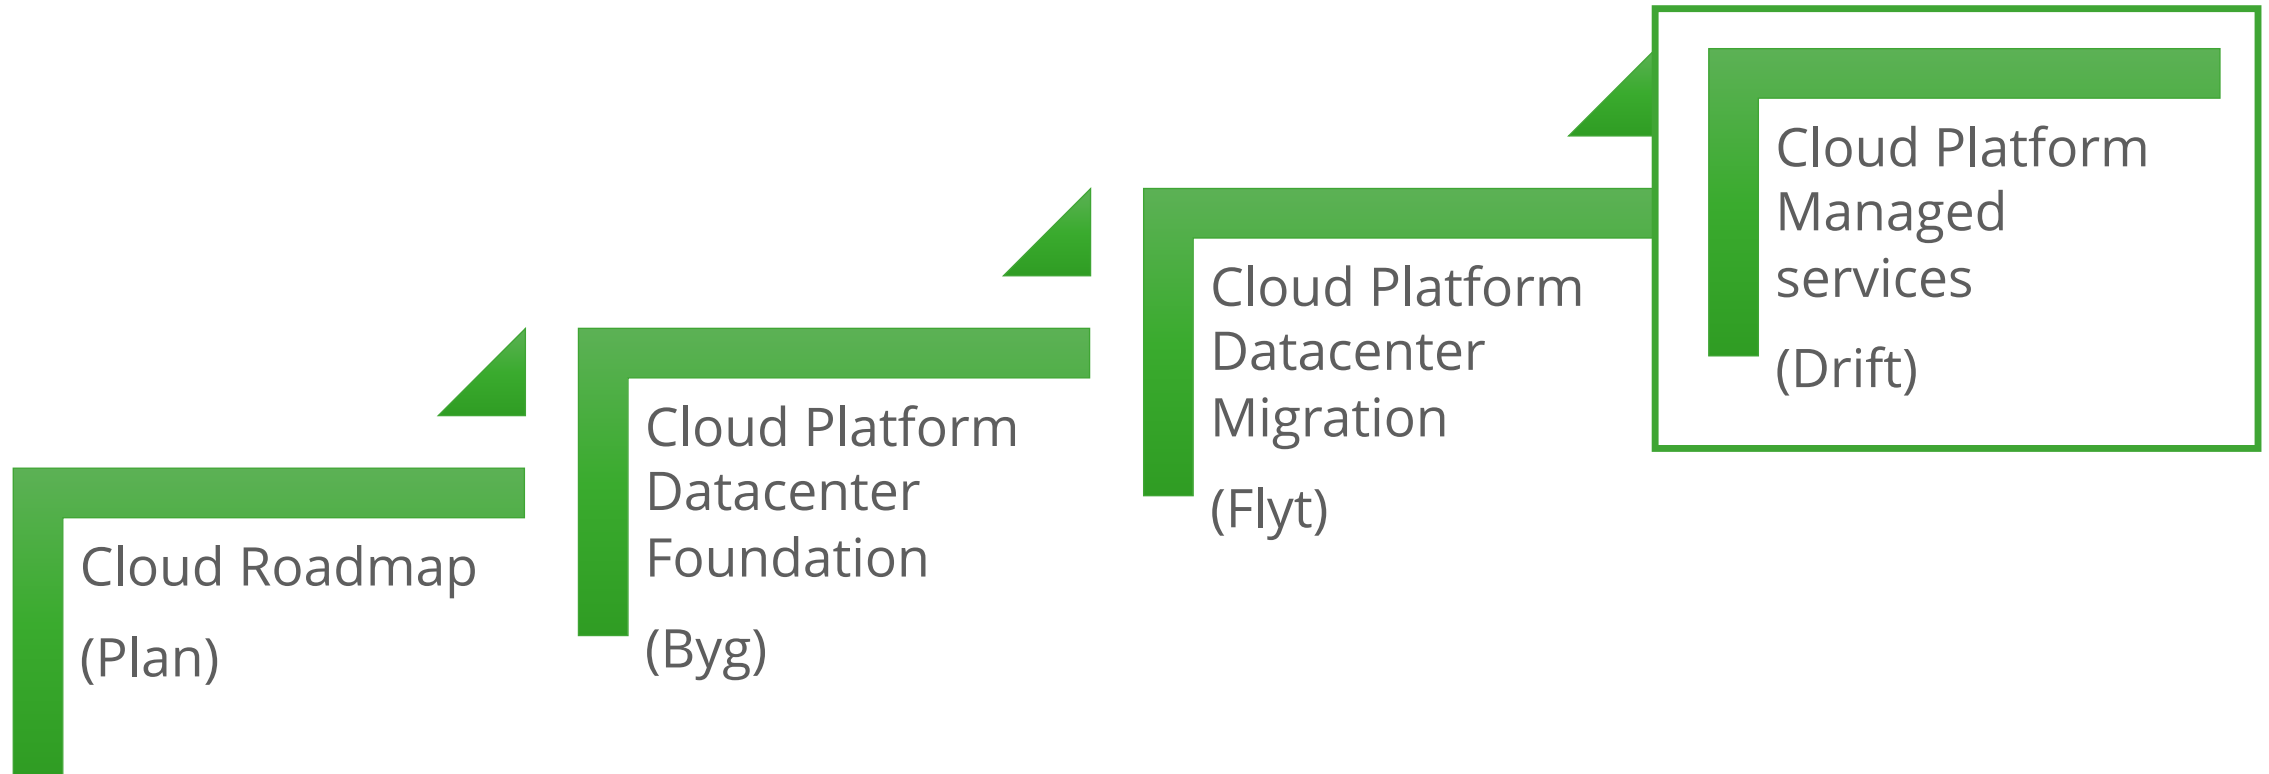 Cloud Roadmap
(Plan)
Cloud Platform
Datacenter
Foundation
(Byg)
Cloud Platform
Datacenter
Migration
(Flyt)
Cloud Platform
Managed
services
(Drift)